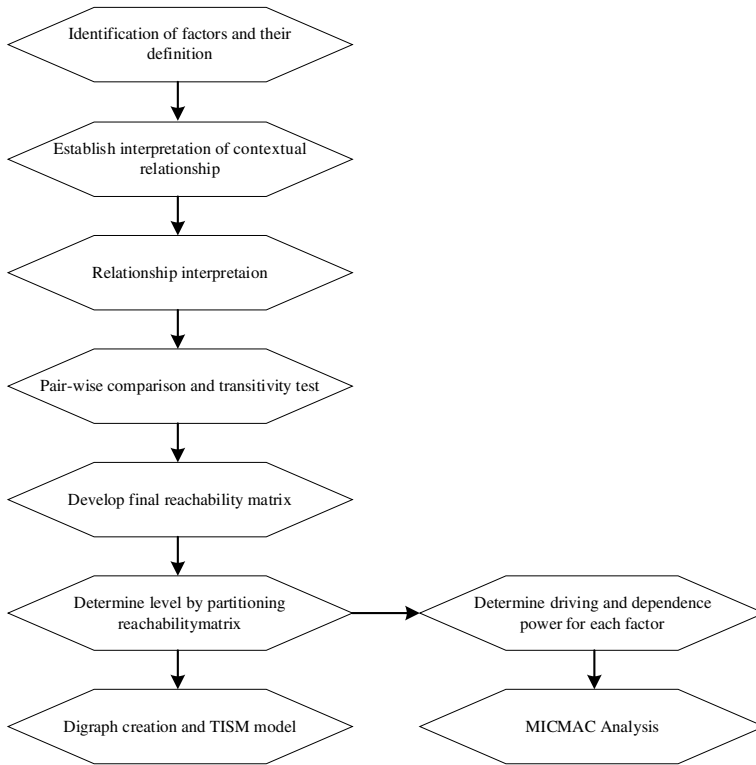 Identification of factors and their
definition
Establish interpretation of contextual
relationship
Relationship interpretaion
Pair-wise comparison and transitivity test
Develop final reachability matrix
Determine level by partitioning
reachabilitymatrix
Determine driving and dependence
power for each factor
Digraph creation and TISM model
MICMAC Analysis